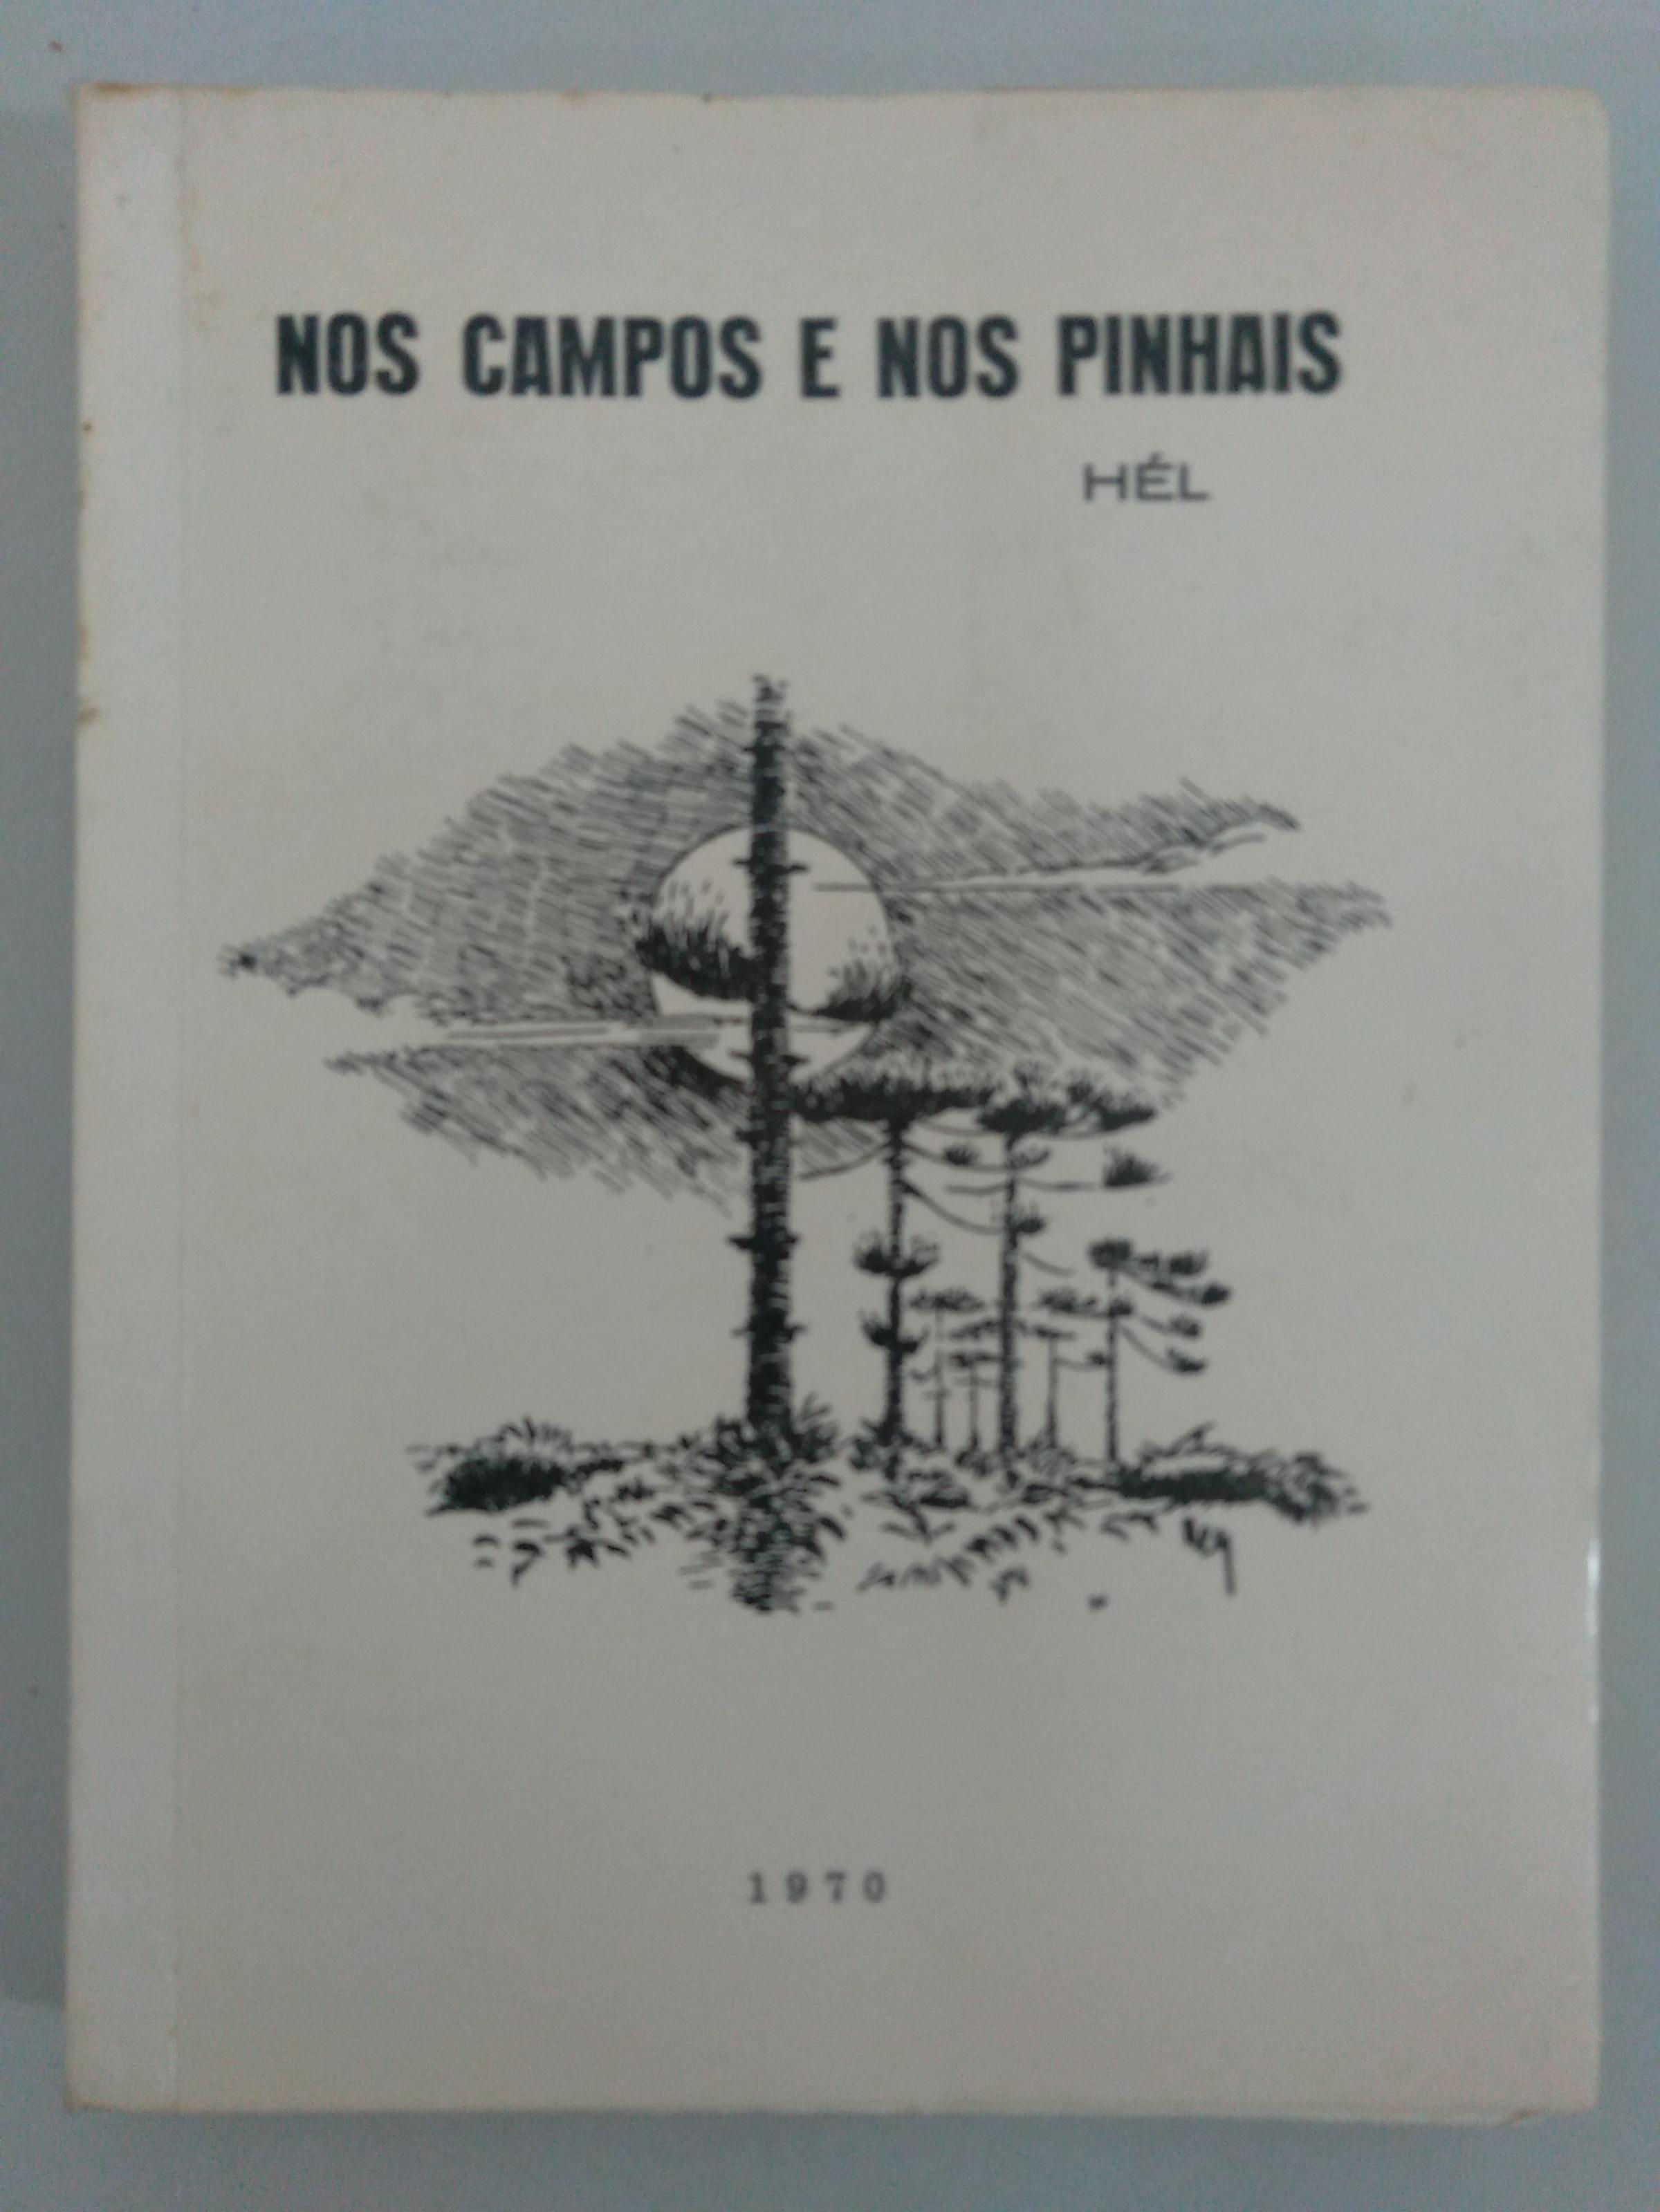 NOS CAMPOS E NOS PINHAIS
HÉL
1970